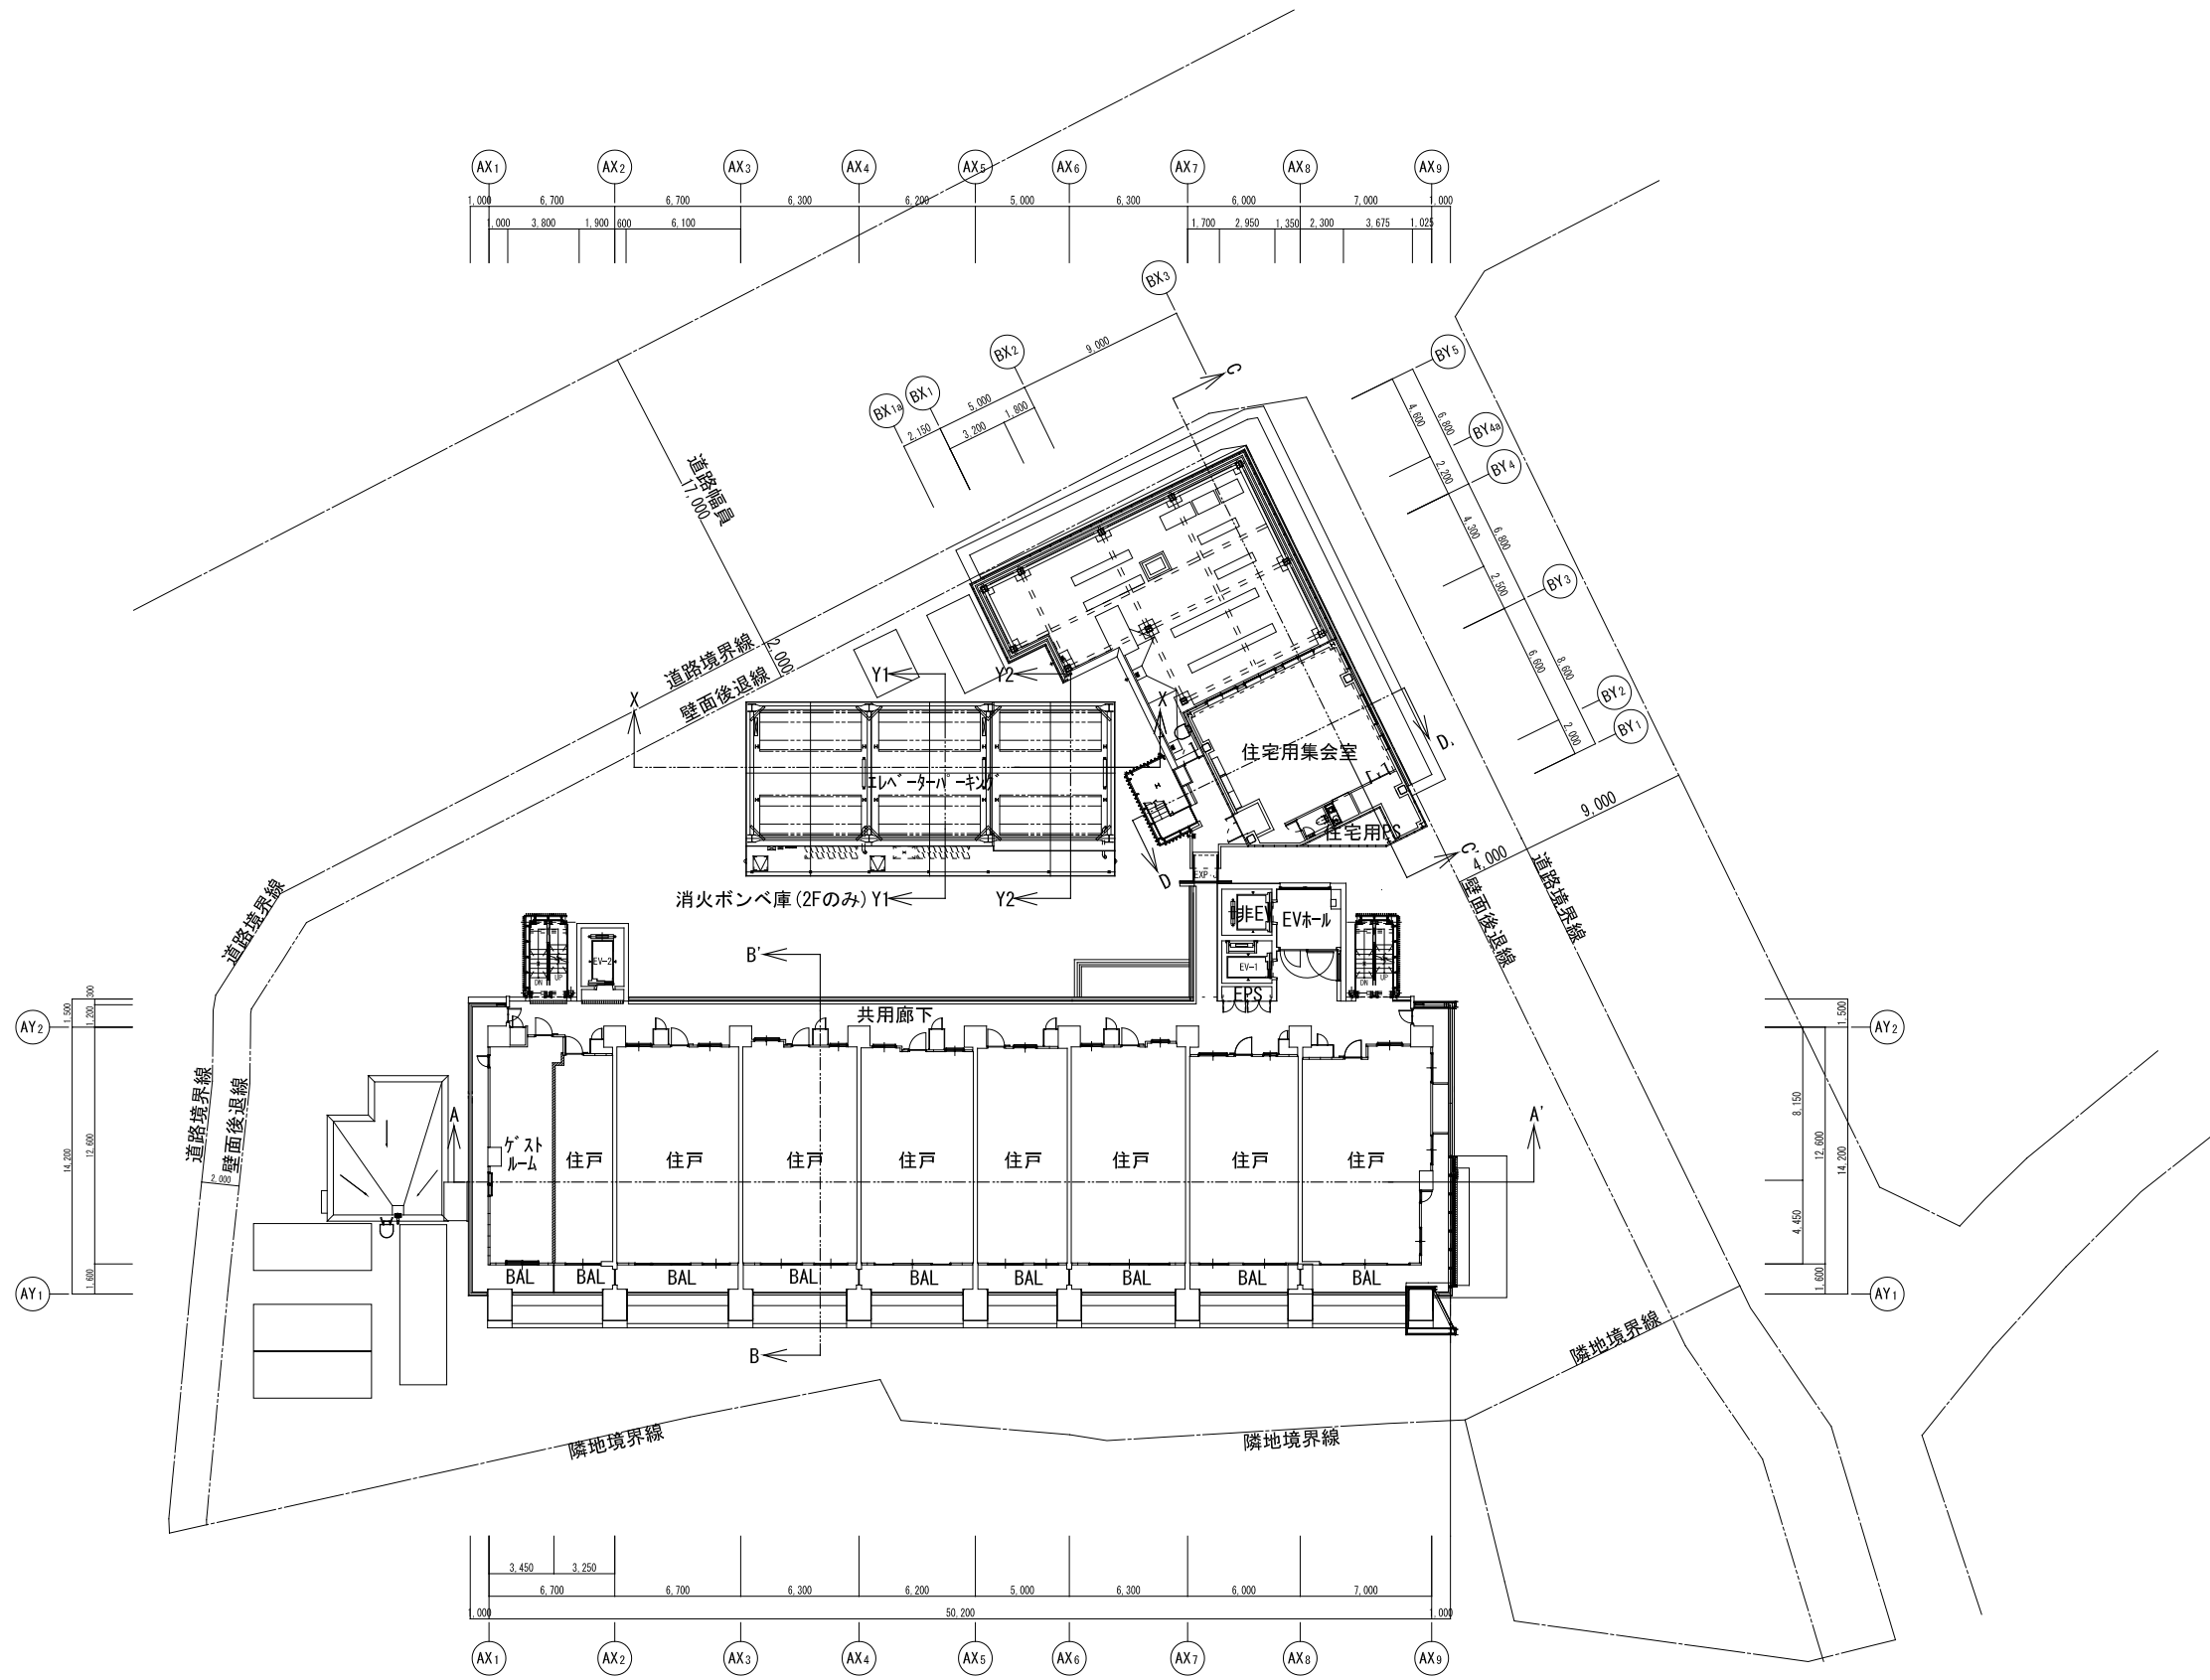 AX1 AX2 AX3 AX4 AX5 AX6 AX7 AX8 AX9
1,000 6,700 6,700 6,300 6,200 5,000 6,300 6,000 7,000 1,000
1,000 3,800 1,900 600 6,100 1,700 2,950 1,350 2,300 3,675 1,025
BX3
BX2
BX1
BX1a
9,000
5,000
2,150
1,800
3,200
C
BY5
BY4a
BY4
BY3
BY2
BY1
4,600
6,800
2,200
4,300
6,800
2,500
6,600
8,600
2,000
道路幅員
17,000
2,000
道路境界線
壁面後退線
X
X
Y1
Y2
エレベーターパーキング
住宅用集会室
D'
住宅用PS
9,000
C'
4,000
道路境界線
壁面後退線
D
EXP.J
消火ボンベ庫(2Fのみ)
Y1
Y2
道路境界線
非EV
EVホール
EV-2
EV-1
EPS
UP
DN
UP
DN
B'
共用廊下
AY2
1,500
300
1,200
14,200
12,600
1,600
AY1
AY2
1,500
8,150
12,600
14,200
4,450
1,600
AY1
道路境界線
壁面後退線
2,000
A
A'
ゲスト
ルーム
住戸 住戸 住戸 住戸 住戸 住戸 住戸 住戸
BAL BAL BAL BAL BAL BAL BAL BAL BAL
B
隣地境界線
隣地境界線
隣地境界線
3,450 3,250
6,700 6,700 6,300 6,200 5,000 6,300 6,000 7,000
1,000 50,200 1,000
AX1 AX2 AX3 AX4 AX5 AX6 AX7 AX8 AX9